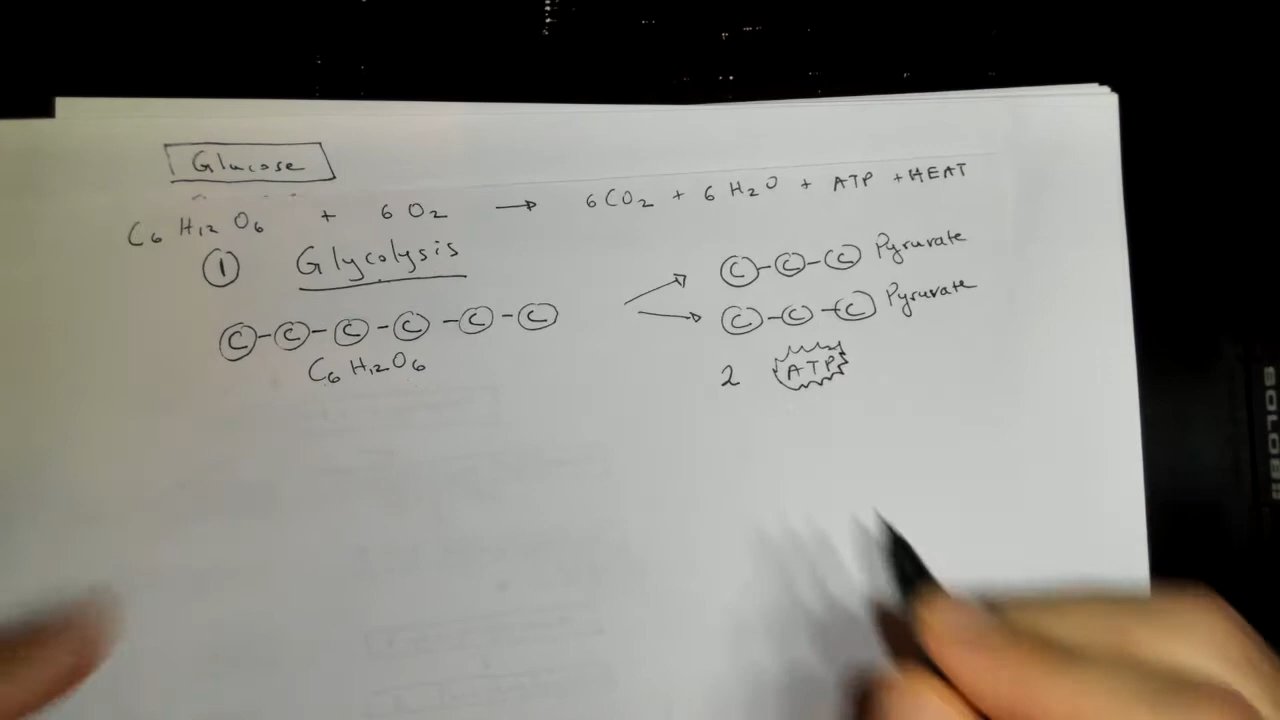 Glucose
C6 H12 O6 + 6 O2 → 6 CO2 + 6 H2O + ATP + HEAT
① Glycolysis
C-C-C-C-C-C
C6 H12 O6
C-C-C Pyruvate
C-C-C Pyruvate
2 ATP